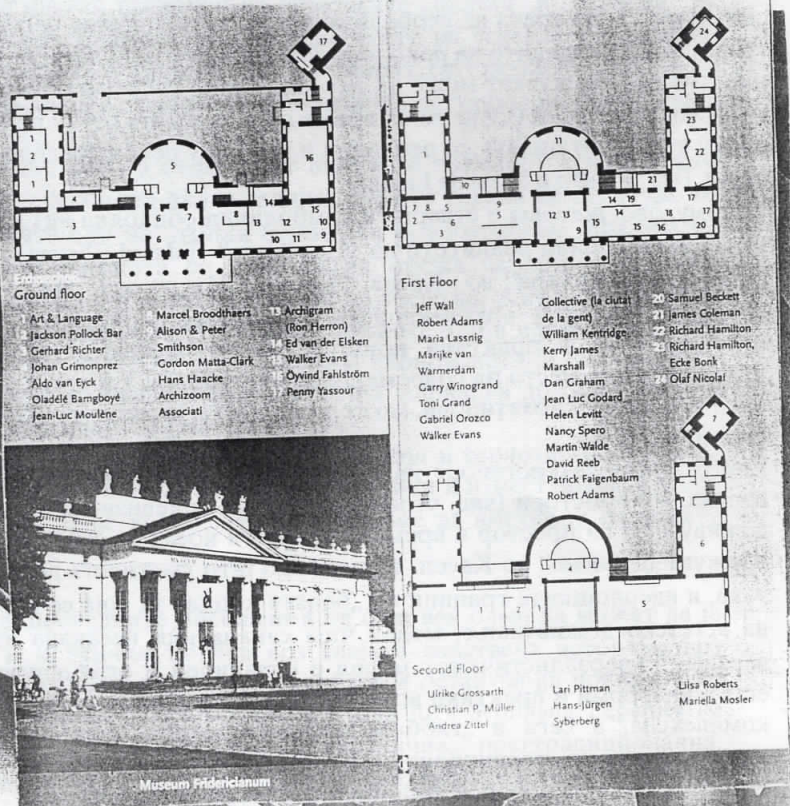 Ground floor
Art & Language
Jackson Pollock Bar
Gerhard Richter
Johan Grimonprez
Aldo van Eyck
Oladélé Bamgboyé
Jean-Luc Moulène
Marcel Broodthaers
Alison & Peter
Smithson
Gordon Matta-Clark
Hans Haacke
Archizoom
Associati
Archigram
(Ron Herron)
Ed van der Elsken
Walker Evans
Öyvind Fahlström
Penny Yassour
17
1
2
1
5
16
4
3
6
7
6
8
14
13
12
15
10
10
11
9
First Floor
Jeff Wall
Robert Adams
Maria Lassnig
Marijke van
Warmerdam
Garry Winogrand
Toni Grand
Gabriel Orozco
Walker Evans
Collective (la ciutat
de la gent)
William Kentridge
Kerry James
Marshall
Dan Graham
Jean Luc Godard
Helen Levitt
Nancy Spero
Martin Walde
David Reeb
Patrick Faigenbaum
Robert Adams
20 Samuel Beckett
21 James Coleman
22 Richard Hamilton
23 Richard Hamilton,
Ecke Bonk
24 Olaf Nicolai
24
23
22
1
11
10
21
7 8 5
9
14 19
17
2
6
5
12 13
15
14
18
17
3
4
9
15
16
20
7
3
6
2
1
5
Second Floor
Ulrike Grossarth
Christian P. Müller
Andrea Zittel
Lari Pittman
Hans-Jürgen
Syberberg
Liisa Roberts
Mariella Mosler
MUSEUM FRIDERICIANUM
d
Museum Fridericianum